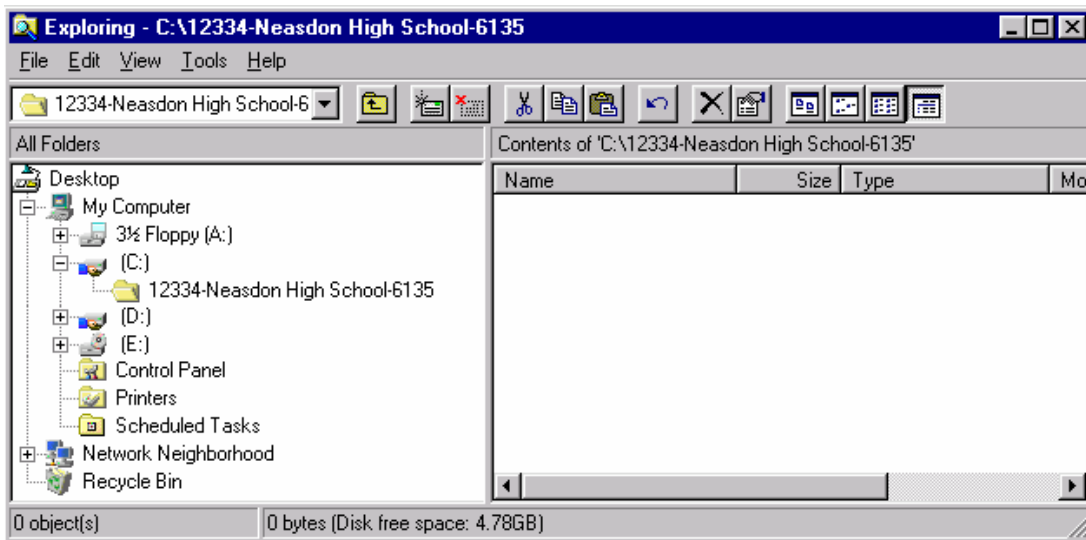 Exploring - C:\12334-Neasdon High School-6135
File Edit View Tools Help
12334-Neasdon High School-6
All Folders
Contents of 'C:\12334-Neasdon High School-6135'
Name Size Type Mo
Desktop
My Computer
3½ Floppy (A:)
(C:)
12334-Neasdon High School-6135
(D:)
(E:)
Control Panel
Printers
Scheduled Tasks
Network Neighborhood
Recycle Bin
0 object(s)
0 bytes (Disk free space: 4.78GB)